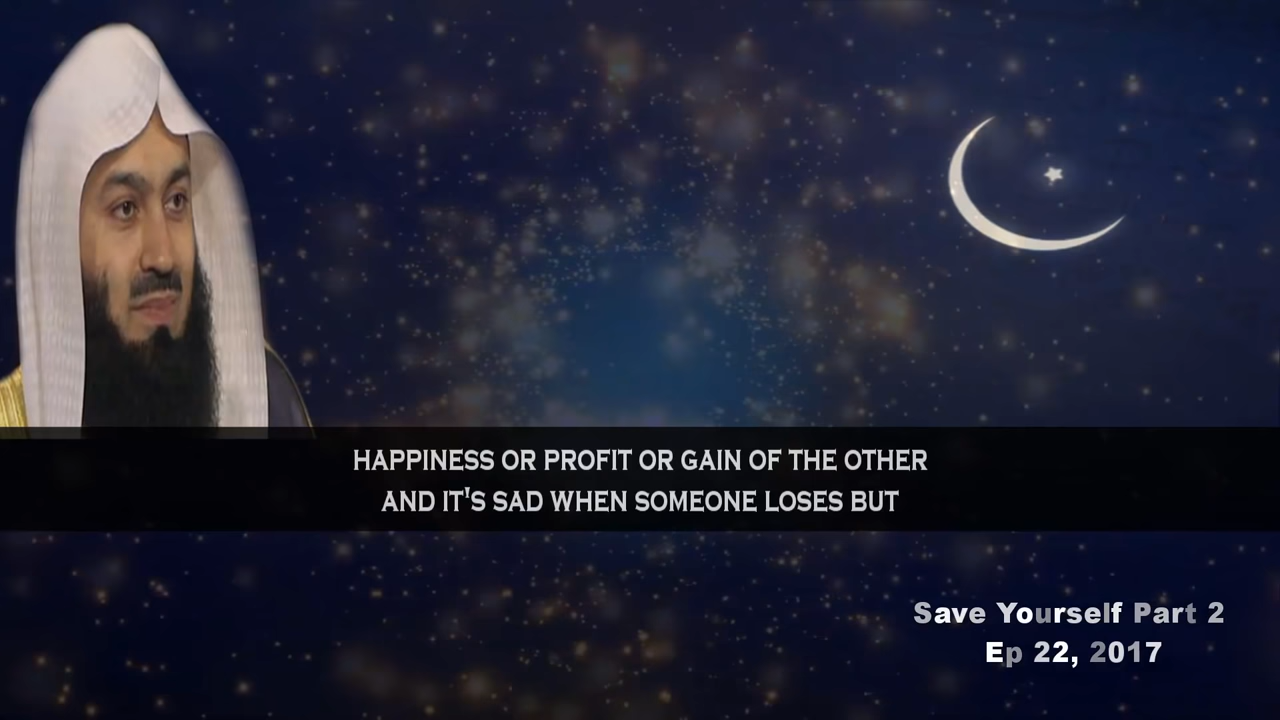 HAPPINESS OR PROFIT OR GAIN OF THE OTHER
AND IT'S SAD WHEN SOMEONE LOSES BUT
Save Yourself Part 2
Ep 22, 2017